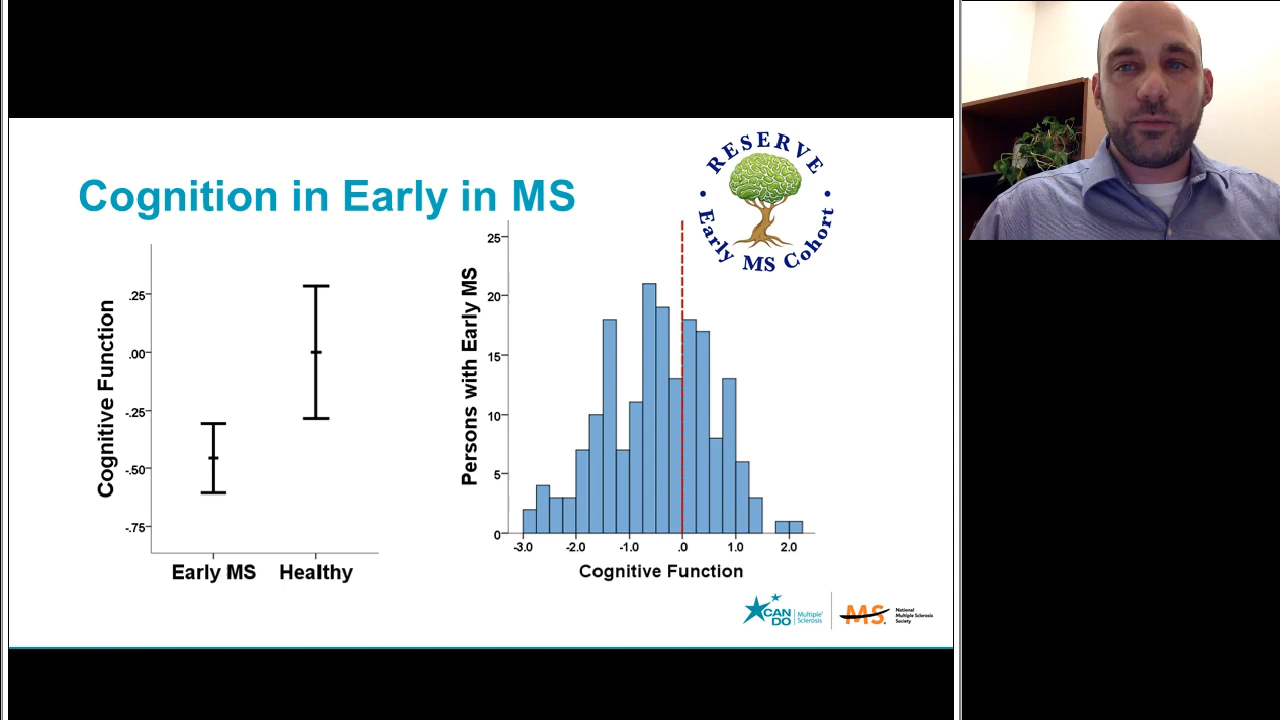 Cognition in Early in MS
RESERVE
Early MS Cohort
Cognitive Function
.25
.00
-.25
-.50
-.75
Early MS
Healthy
Persons with Early MS
25
20
15
10
5
0
-3.0
-2.0
-1.0
.0
1.0
2.0
Cognitive Function
CAN
DO
Multiple
Sclerosis
MS
National
Multiple Sclerosis
Society